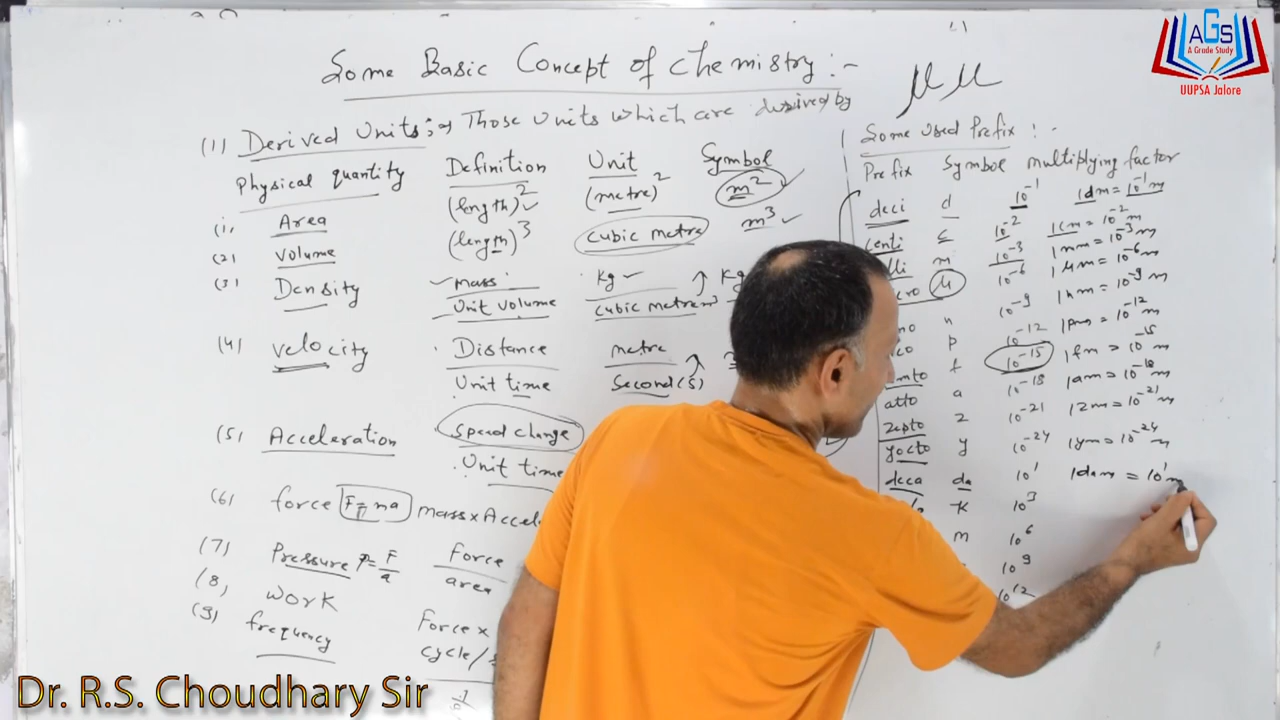 AGS
A Grade Study
UUPSA Jalore
Some Basic Concept of Chemistry :-
(1) Derived Units :→ Those Units which are derived by
Physical quantity Definition Unit Symbol
(1) Area (length)² (metre)² m²
(2) Volume (length)³ cubic metre m³
(3) Density mass Kg Kg
Unit volume cubic metre m³
(4) velocity Distance metre
Unit time Second(s)
(5) Acceleration Speed change
Unit time
(6) force F=ma mass×Accel
(7) Pressure P=F/a Force
area
(8) Work Force ×
(9) frequency cycle/
μ μ
Some Used Prefix :-
Prefix Symbol multiplying factor
deci d 10⁻¹ 1dm = 10⁻¹ m
centi c 10⁻² 1cm = 10⁻² m
lli m 10⁻³ 1mm = 10⁻³ m
cro μ 10⁻⁶ 1μm = 10⁻⁶ m
no n 10⁻⁹ 1nm = 10⁻⁹ m
co p 10⁻¹² 1pm = 10⁻¹² m
mto f 10⁻¹⁵ 1fm = 10⁻¹⁵ m
atto a 10⁻¹⁸ 1am = 10⁻¹⁸ m
zepto z 10⁻²¹ 1zm = 10⁻²¹ m
yocto y 10⁻²⁴ 1ym = 10⁻²⁴ m
deca da 10¹ 1dam = 10¹ m
K 10³
m 10⁶
10⁹
10¹²
Dr. R.S. Choudhary Sir